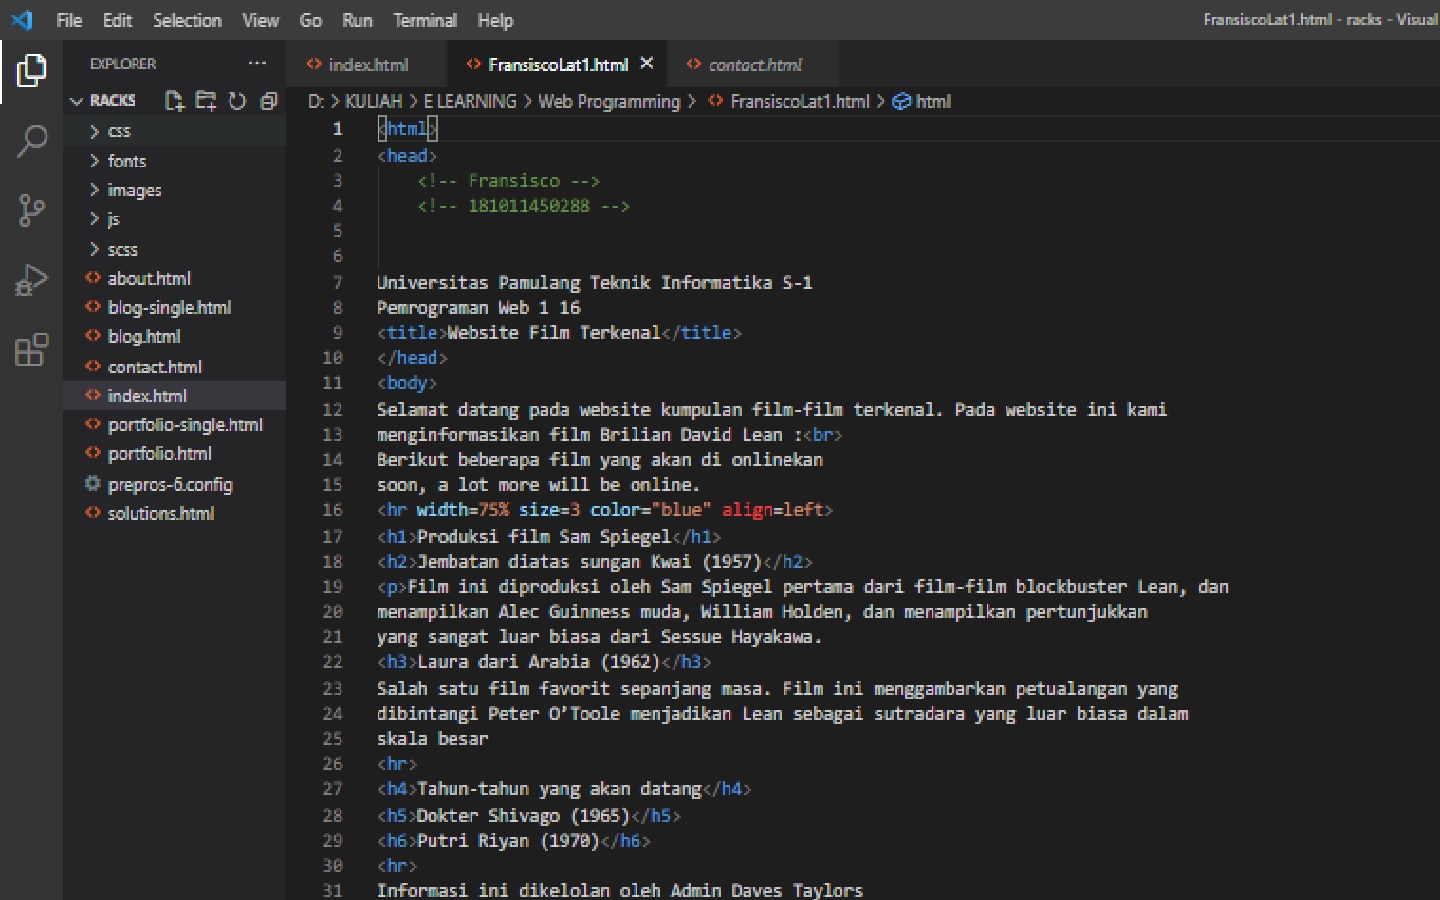 File Edit Selection View Go Run Terminal Help FransiscoLat1.html - racks - Visual
EXPLORER ···
RACKS
css
fonts
images
js
scss
about.html
blog-single.html
blog.html
contact.html
index.html
portfolio-single.html
portfolio.html
prepros-6.config
solutions.html
index.html FransiscoLat1.html contact.html
D: > KULIAH > E LEARNING > Web Programming > FransiscoLat1.html > html
1 <html>
2 <head>
3 <!-- Fransisco -->
4 <!-- 181011450288 -->
5
6
7 Universitas Pamulang Teknik Informatika S-1
8 Pemrograman Web 1 16
9 <title>Website Film Terkenal</title>
10 </head>
11 <body>
12 Selamat datang pada website kumpulan film-film terkenal. Pada website ini kami
13 menginformasikan film Brilian David Lean :<br>
14 Berikut beberapa film yang akan di onlinekan
15 soon, a lot more will be online.
16 <hr width=75% size=3 color="blue" align=left>
17 <h1>Produksi film Sam Spiegel</h1>
18 <h2>Jembatan diatas sungan Kwai (1957)</h2>
19 <p>Film ini diproduksi oleh Sam Spiegel pertama dari film-film blockbuster Lean, dan
20 menampilkan Alec Guinness muda, William Holden, dan menampilkan pertunjukkan
21 yang sangat luar biasa dari Sessue Hayakawa.
22 <h3>Laura dari Arabia (1962)</h3>
23 Salah satu film favorit sepanjang masa. Film ini menggambarkan petualangan yang
24 dibintangi Peter O’Toole menjadikan Lean sebagai sutradara yang luar biasa dalam
25 skala besar
26 <hr>
27 <h4>Tahun-tahun yang akan datang</h4>
28 <h5>Dokter Shivago (1965)</h5>
29 <h6>Putri Riyan (1970)</h6>
30 <hr>
31 Informasi ini dikelolan oleh Admin Daves Taylors